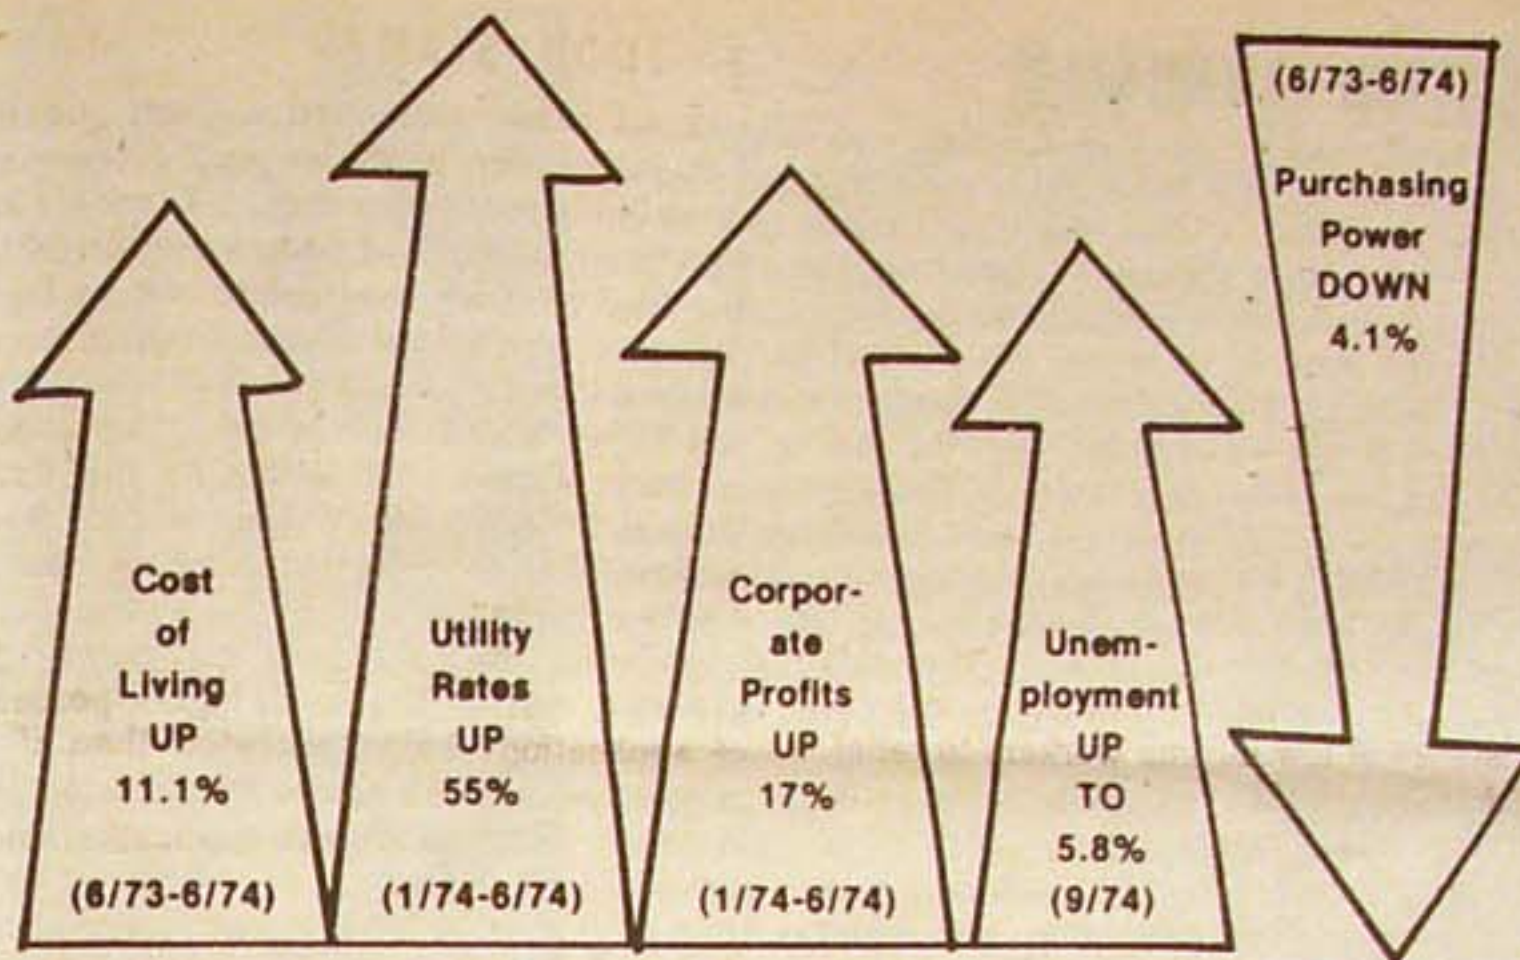 Cost
of
Living
UP
11.1%
(6/73-6/74)
Utility
Rates
UP
55%
(1/74-6/74)
Corpor-
ate
Profits
UP
17%
(1/74-6/74)
Unem-
ployment
UP
TO
5.8%
(9/74)
(6/73-6/74)
Purchasing
Power
DOWN
4.1%